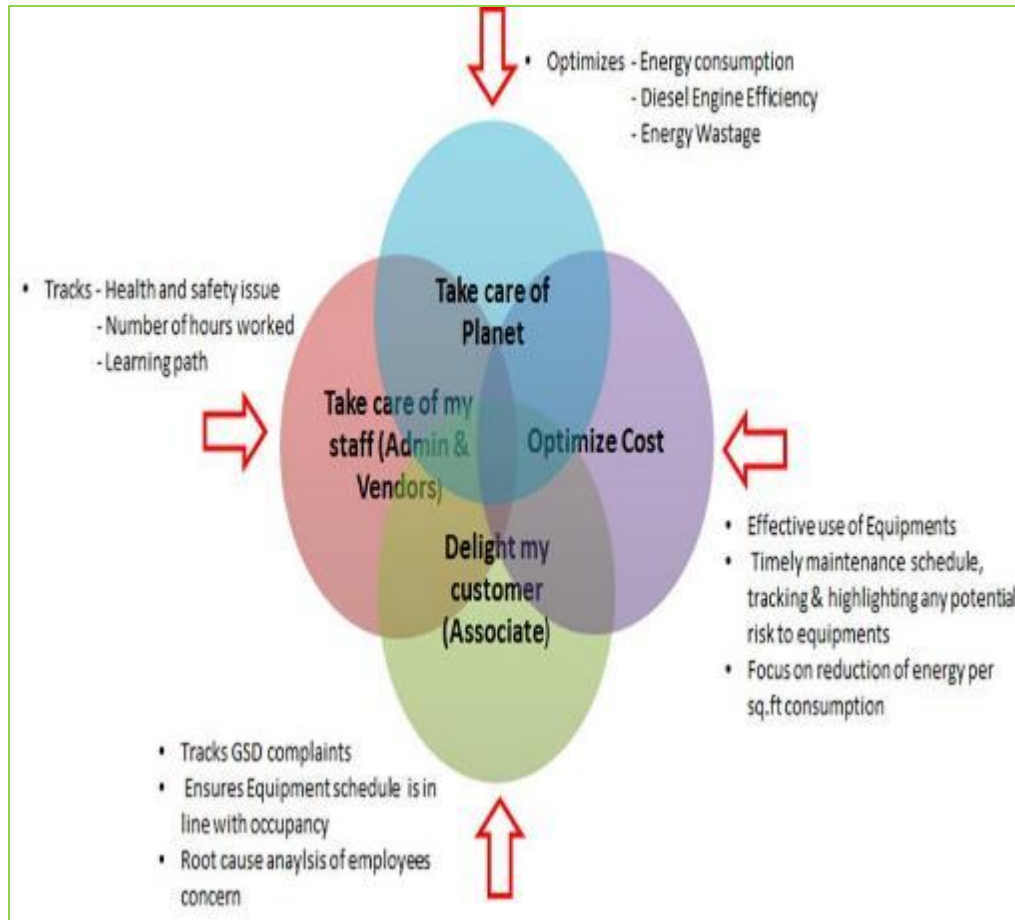 • Optimizes - Energy consumption
- Diesel Engine Efficiency
- Energy Wastage
• Tracks - Health and safety issue
- Number of hours worked
- Learning path
Take care of
Planet
Take care of my
staff (Admin &
Vendors)
Optimize Cost
Delight my
customer
(Associate)
• Effective use of Equipments
• Timely maintenance schedule,
tracking & highlighting any potential
risk to equipments
• Focus on reduction of energy per
sq.ft consumption
• Tracks GSD complaints
• Ensures Equipment schedule is in
line with occupancy
• Root cause anaylsis of employees
concern